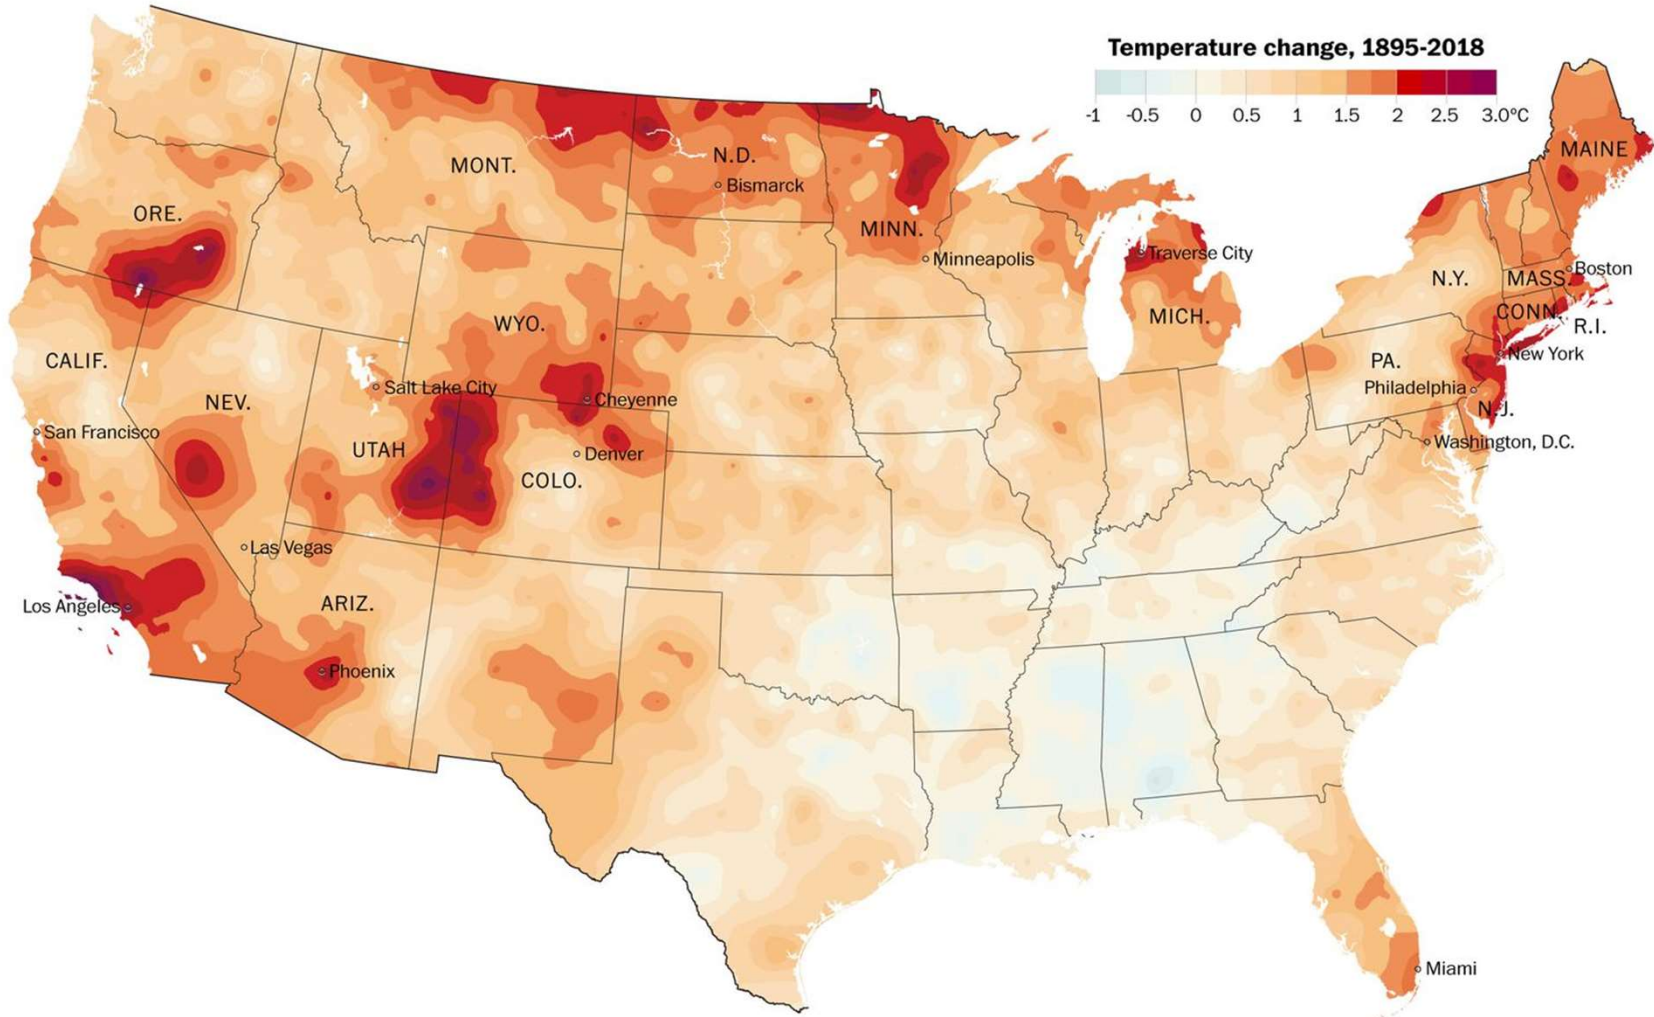 Temperature change, 1895-2018
-1 -0.5 0 0.5 1 1.5 2 2.5 3.0°C
MAINE
MONT.
N.D.
Bismarck
ORE.
MINN.
Minneapolis
Traverse City
N.Y.
MASS.
Boston
WYO.
MICH.
CONN.
R.I.
CALIF.
PA.
New York
Salt Lake City
Cheyenne
Philadelphia
NEV.
N.J.
San Francisco
UTAH
Denver
Washington, D.C.
COLO.
Las Vegas
Los Angeles
ARIZ.
Phoenix
Miami